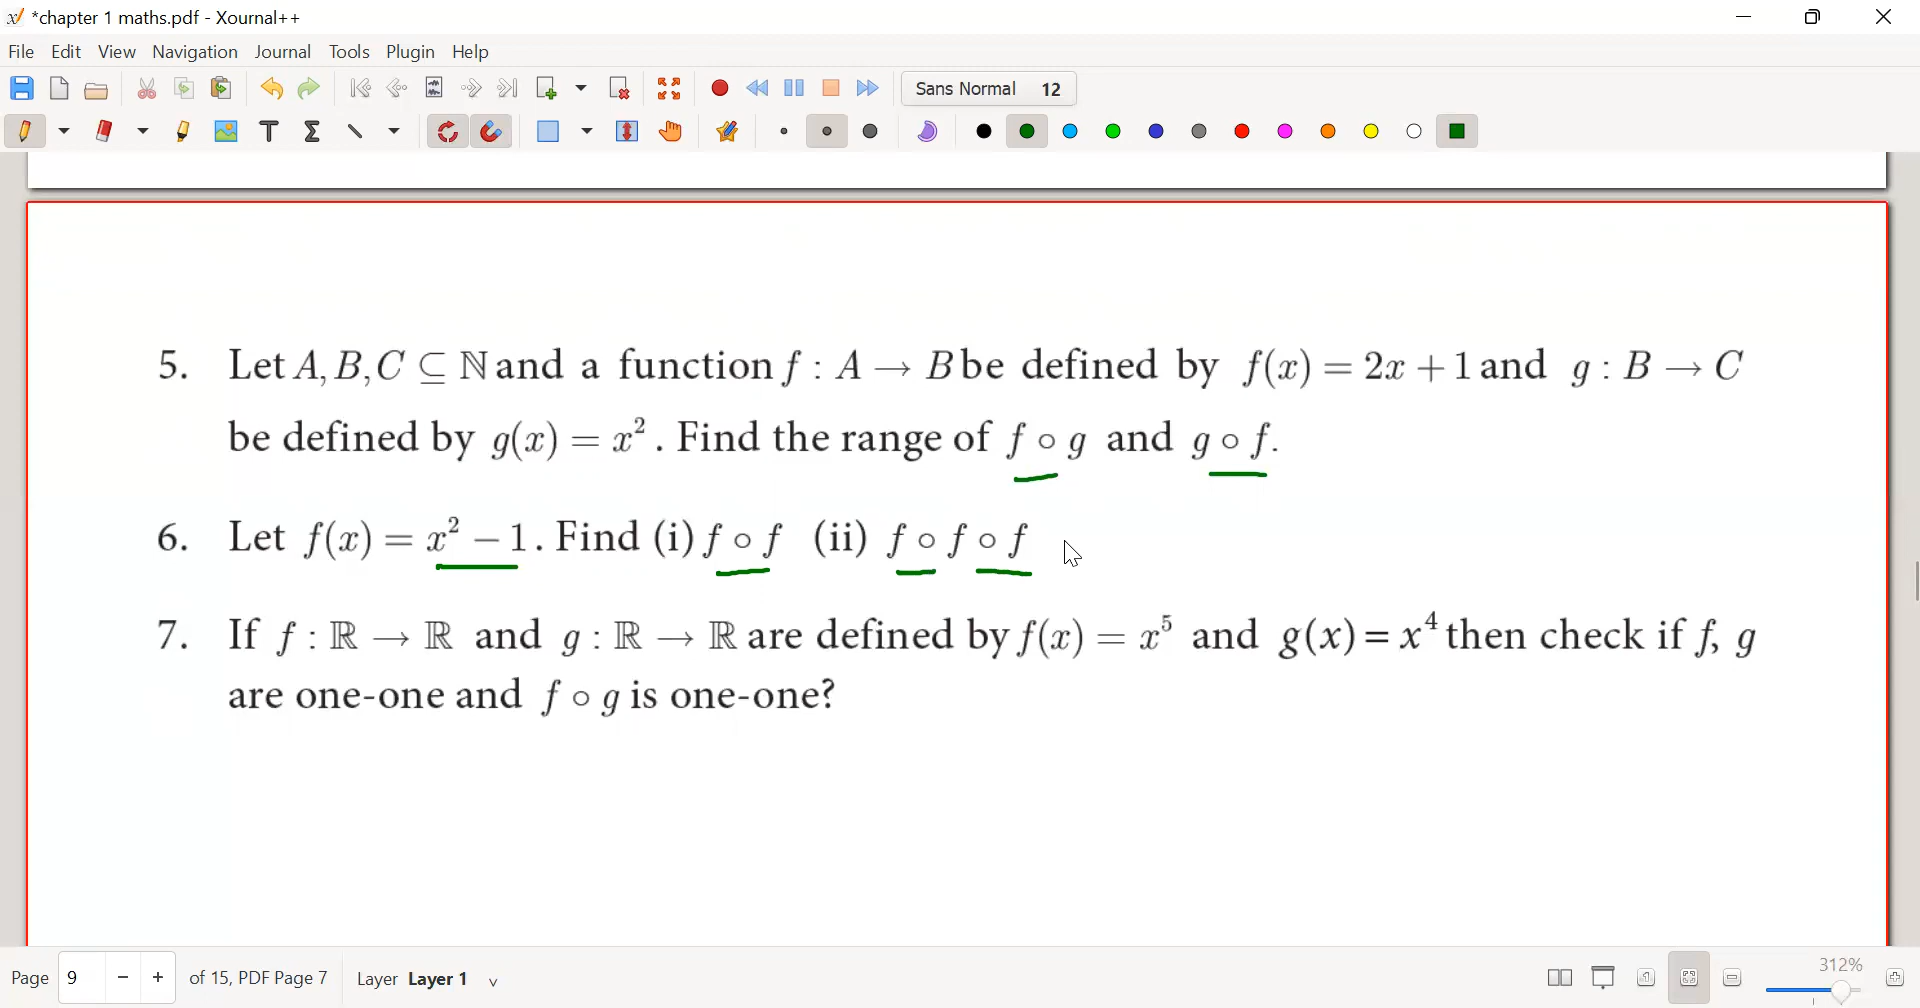 *chapter 1 maths.pdf - Xournal++
File Edit View Navigation Journal Tools Plugin Help
Sans Normal 12
5. Let A, B, C ⊆ ℕ and a function f : A → B be defined by f(x) = 2x + 1 and g : B → C
be defined by g(x) = x². Find the range of f ∘ g and g ∘ f.
6. Let f(x) = x² − 1. Find (i) f ∘ f (ii) f ∘ f ∘ f
7. If f : ℝ → ℝ and g : ℝ → ℝ are defined by f(x) = x⁵ and g(x) = x⁴ then check if f, g
are one-one and f ∘ g is one-one?
312%
Page 9 − + of 15, PDF Page 7 Layer Layer 1